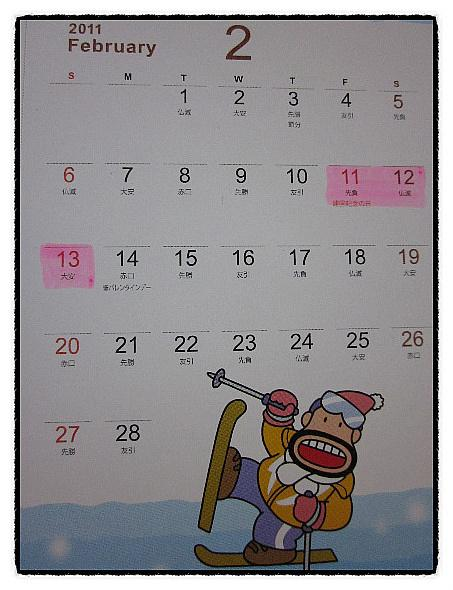 2011
February 2
S M T W T F S
1 2 3 4 5
仏滅 大安 先勝 友引 先負
節分
6 7 8 9 10 11 12
仏滅 大安 赤口 先勝 友引 先負 仏滅
建国記念の日
13 14 15 16 17 18 19
大安 赤口 先勝 友引 先負 仏滅 大安
バレンタインデー
20 21 22 23 24 25 26
赤口 先勝 友引 先負 仏滅 大安 赤口
27 28
先勝 友引